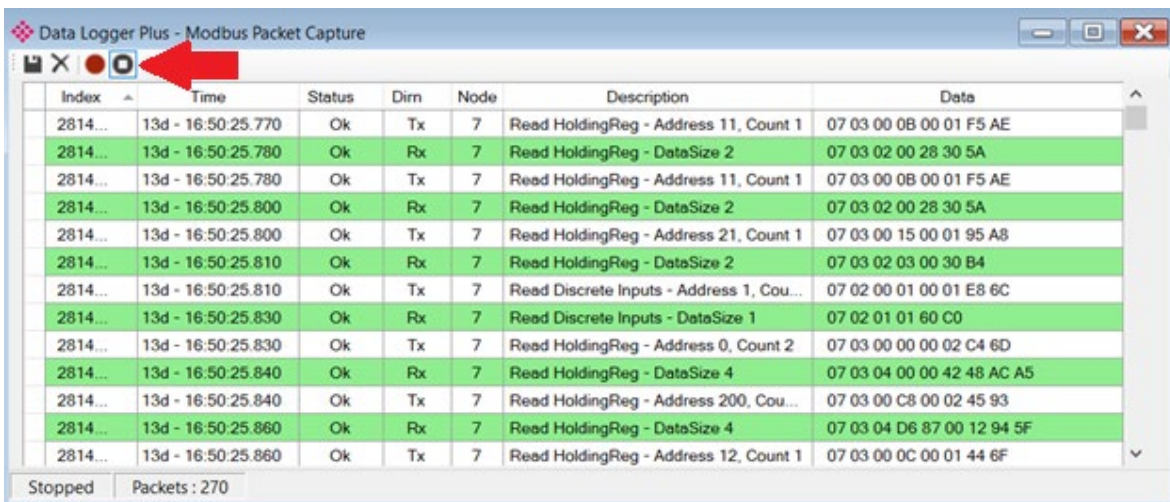 Data Logger Plus - Modbus Packet Capture
Index Time Status Dirn Node Description Data
2814... 13d - 16:50:25.770 Ok Tx 7 Read HoldingReg - Address 11, Count 1 07 03 00 0B 00 01 F5 AE
2814... 13d - 16:50:25.780 Ok Rx 7 Read HoldingReg - DataSize 2 07 03 02 00 28 30 5A
2814... 13d - 16:50:25.780 Ok Tx 7 Read HoldingReg - Address 11, Count 1 07 03 00 0B 00 01 F5 AE
2814... 13d - 16:50:25.800 Ok Rx 7 Read HoldingReg - DataSize 2 07 03 02 00 28 30 5A
2814... 13d - 16:50:25.800 Ok Tx 7 Read HoldingReg - Address 21, Count 1 07 03 00 15 00 01 95 A8
2814... 13d - 16:50:25.810 Ok Rx 7 Read HoldingReg - DataSize 2 07 03 02 03 00 30 B4
2814... 13d - 16:50:25.810 Ok Tx 7 Read Discrete Inputs - Address 1, Cou... 07 02 00 01 00 01 E8 6C
2814... 13d - 16:50:25.830 Ok Rx 7 Read Discrete Inputs - DataSize 1 07 02 01 01 60 C0
2814... 13d - 16:50:25.830 Ok Tx 7 Read HoldingReg - Address 0, Count 2 07 03 00 00 00 02 C4 6D
2814... 13d - 16:50:25.840 Ok Rx 7 Read HoldingReg - DataSize 4 07 03 04 00 00 42 48 AC A5
2814... 13d - 16:50:25.840 Ok Tx 7 Read HoldingReg - Address 200, Cou... 07 03 00 C8 00 02 45 93
2814... 13d - 16:50:25.860 Ok Rx 7 Read HoldingReg - DataSize 4 07 03 04 D6 87 00 12 94 5F
2814... 13d - 16:50:25.860 Ok Tx 7 Read HoldingReg - Address 12, Count 1 07 03 00 0C 00 01 44 6F
Stopped Packets : 270